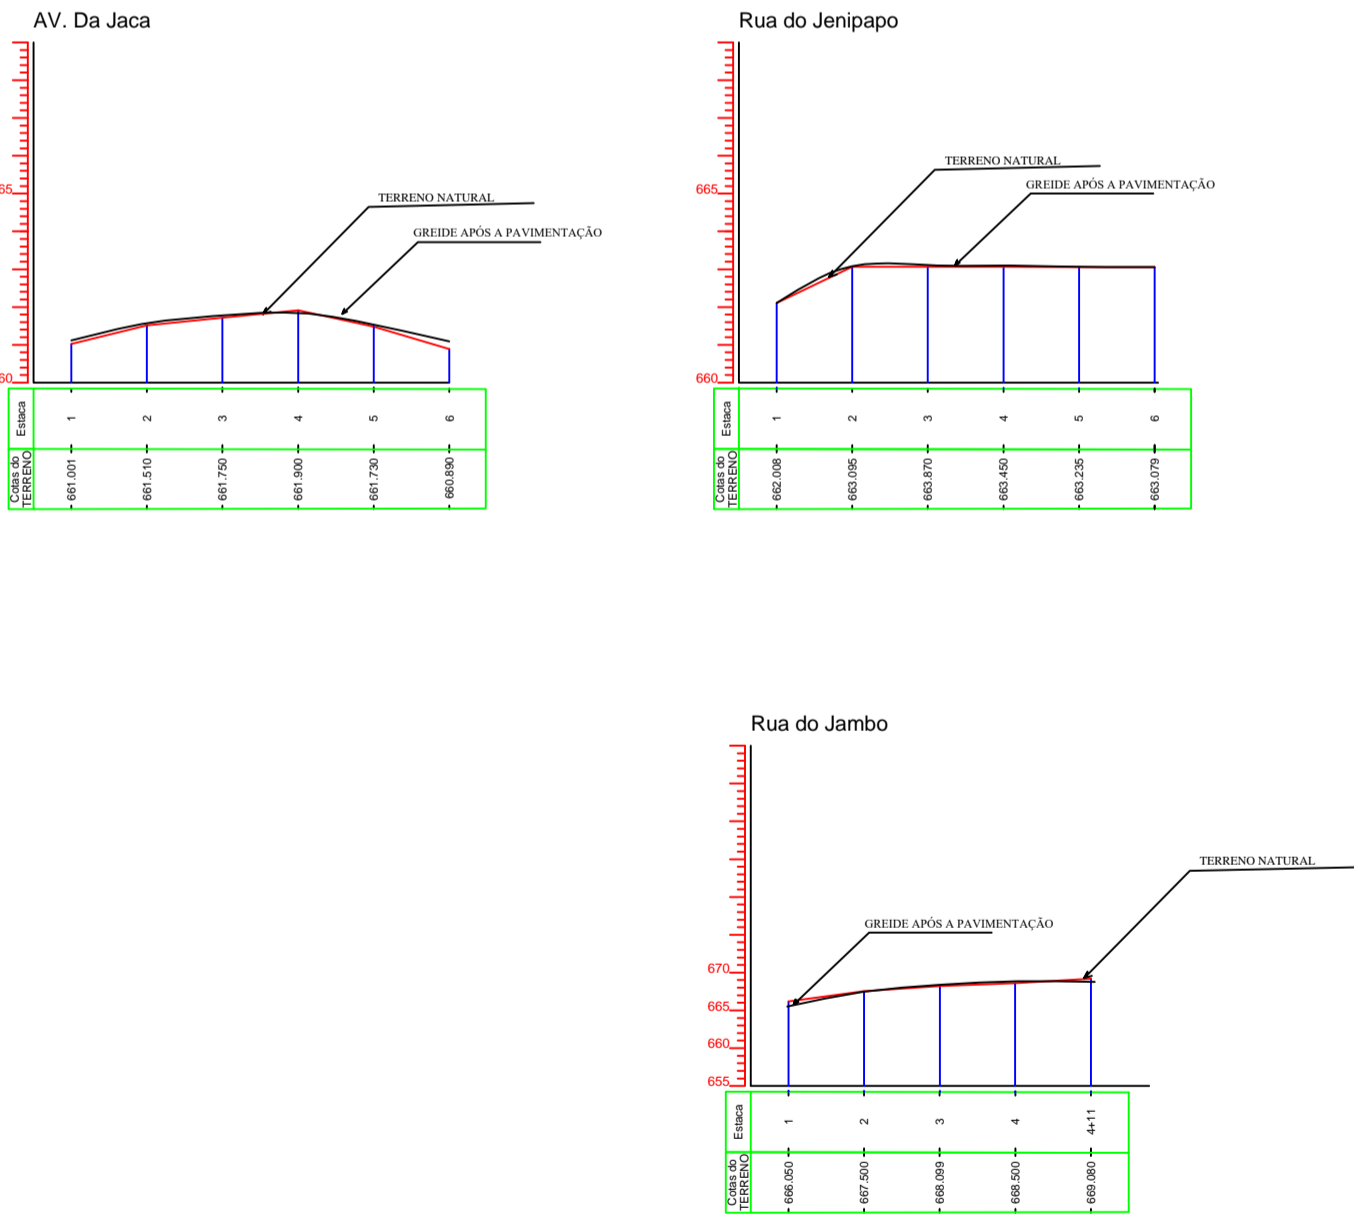 AV. Da Jaca
65
TERRENO NATURAL
GREIDE APÓS A PAVIMENTAÇÃO
60
Estaca 1 2 3 4 5 6
Cotas do
TERRENO 661.001 661.510 661.750 661.900 661.730 660.890
Rua do Jenipapo
TERRENO NATURAL
665
GREIDE APÓS A PAVIMENTAÇÃO
660
Estaca 1 2 3 4 5 6
Cotas do
TERRENO 662.008 663.095 663.870 663.450 663.235 663.079
Rua do Jambo
TERRENO NATURAL
GREIDE APÓS A PAVIMENTAÇÃO
670
665
660
655
Estaca 1 2 3 4 4+11
Cotas do
TERRENO 666.050 667.500 668.099 668.500 669.080